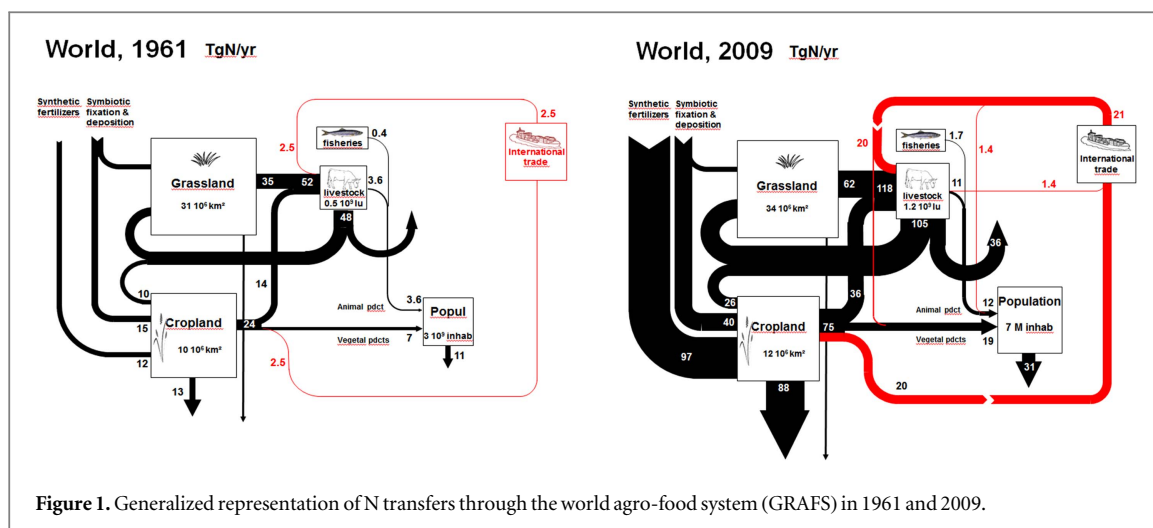 World, 1961 TgN/yr
Synthetic
fertilizers
Symbiotic
fixation &
deposition
Grassland
31 10⁶ km²
35
52
livestock
0.5 10⁹ lu
48
fisheries
0.4
3.6
2.5
2.5
International
trade
10
15
12
Cropland
10 10⁶ km²
13
24
14
2.5
Animal pdct
3.6
Vegetal pdcts
7
Popul
3 10⁹ inhab
11
World, 2009 TgN/yr
Synthetic
fertilizers
Symbiotic
fixation &
deposition
Grassland
34 10⁶ km²
62
118
livestock
1.2 10⁹ lu
105
fisheries
1.7
11
20
1.4
1.4
21
International
trade
36
26
40
97
Cropland
12 10⁶ km²
88
75
36
20
Animal pdct
12
Vegetal pdcts
19
Population
7 M inhab
31
Figure 1. Generalized representation of N transfers through the world agro-food system (GRAFS) in 1961 and 2009.